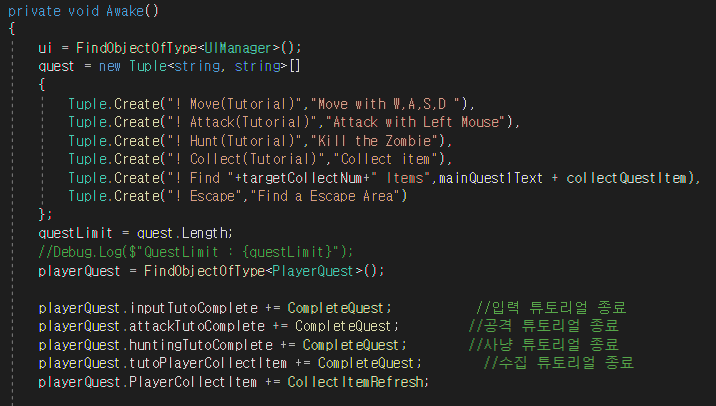 private void Awake()
{
ui = FindObjectOfType<UIManager>();
quest = new Tuple<string, string>[]
{
Tuple.Create("! Move(Tutorial)","Move with W,A,S,D "),
Tuple.Create("! Attack(Tutorial)","Attack with Left Mouse"),
Tuple.Create("! Hunt(Tutorial)","Kill the Zombie"),
Tuple.Create("! Collect(Tutorial)","Collect item"),
Tuple.Create("! Find "+targetCollectNum+" Items",mainQuest1Text + collectQuestItem),
Tuple.Create("! Escape","Find a Escape Area")
};
questLimit = quest.Length;
//Debug.Log($"QuestLimit : {questLimit}");
playerQuest = FindObjectOfType<PlayerQuest>();
playerQuest.inputTutoComplete += CompleteQuest; //입력 튜토리얼 종료
playerQuest.attackTutoComplete += CompleteQuest; //공격 튜토리얼 종료
playerQuest.huntingTutoComplete += CompleteQuest; //사냥 튜토리얼 종료
playerQuest.tutoPlayerCollectItem += CompleteQuest; //수집 튜토리얼 종료
playerQuest.PlayerCollectItem += CollectItemRefresh;